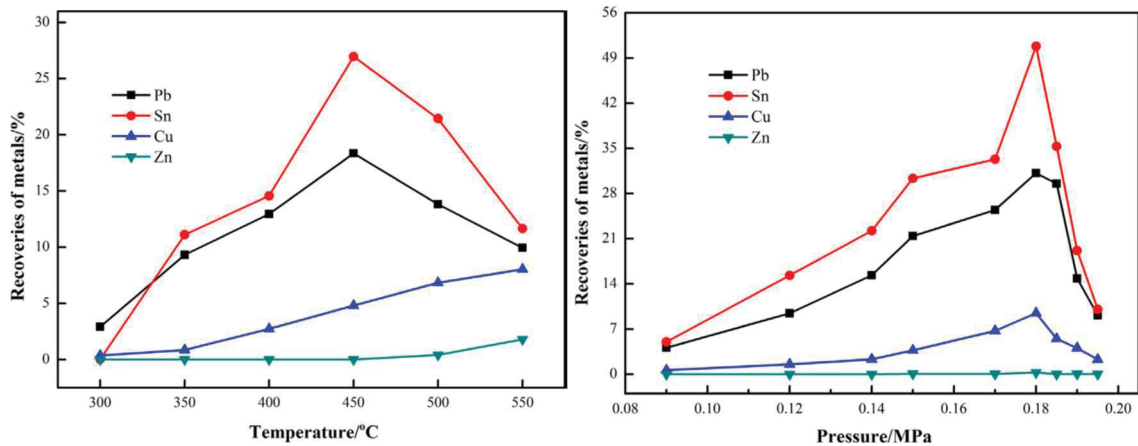 Recoveries of metals/%
30
25
20
15
10
5
0
Pb
Sn
Cu
Zn
300 350 400 450 500 550
Temperature/°C
Recoveries of metals/%
56
49
42
35
28
21
14
7
0
Pb
Sn
Cu
Zn
0.08 0.10 0.12 0.14 0.16 0.18 0.20
Pressure/MPa